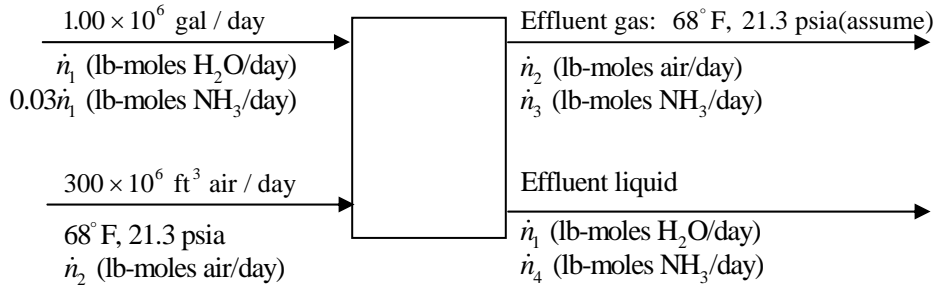 1.00 × 10⁶ gal / day
ṅ₁ (lb-moles H₂O/day)
0.03ṅ₁ (lb-moles NH₃/day)
300 × 10⁶ ft³ air / day
68°F, 21.3 psia
ṅ₂ (lb-moles air/day)
Effluent gas: 68°F, 21.3 psia(assume)
ṅ₂ (lb-moles air/day)
ṅ₃ (lb-moles NH₃/day)
Effluent liquid
ṅ₁ (lb-moles H₂O/day)
ṅ₄ (lb-moles NH₃/day)